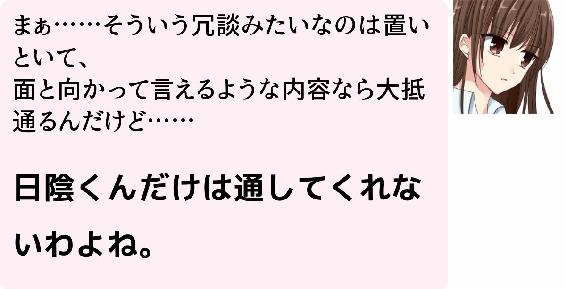 まぁ……そういう冗談みたいなのは置い
といて、
面と向かって言えるような内容なら大抵
通るんだけど……
日陰くんだけは通してくれな
いわよね。